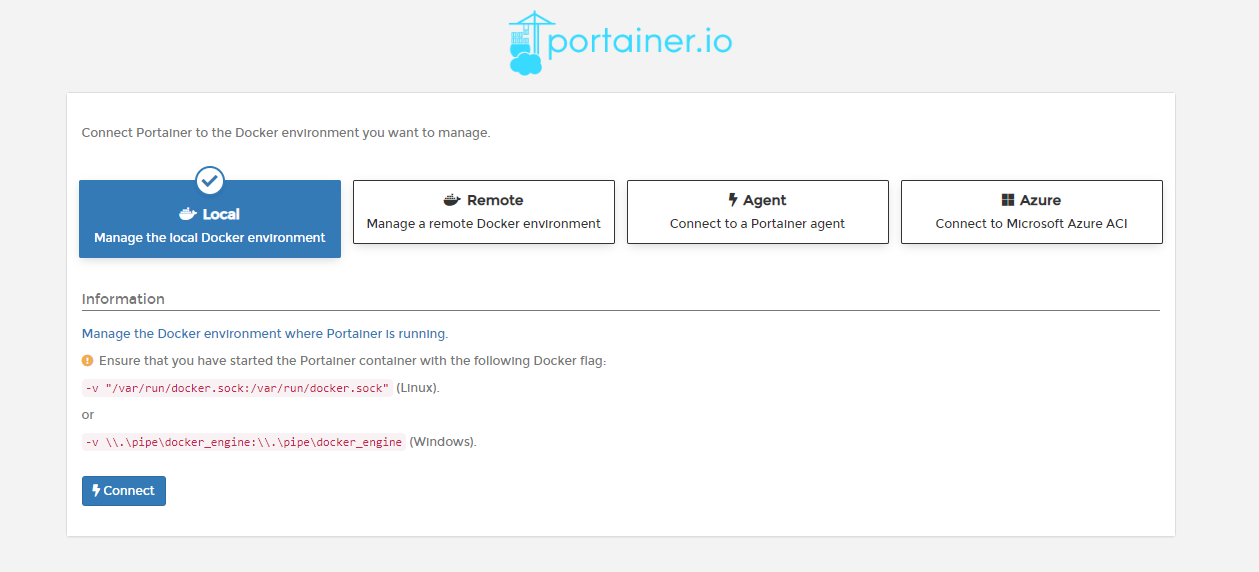 portainer.io
Connect Portainer to the Docker environment you want to manage.
Local
Manage the local Docker environment
Remote
Manage a remote Docker environment
Agent
Connect to a Portainer agent
Azure
Connect to Microsoft Azure ACI
Information
Manage the Docker environment where Portainer is running.
Ensure that you have started the Portainer container with the following Docker flag:
-v "/var/run/docker.sock:/var/run/docker.sock" (Linux).
or
-v \\.\pipe\docker_engine:\\.\pipe\docker_engine (Windows).
Connect